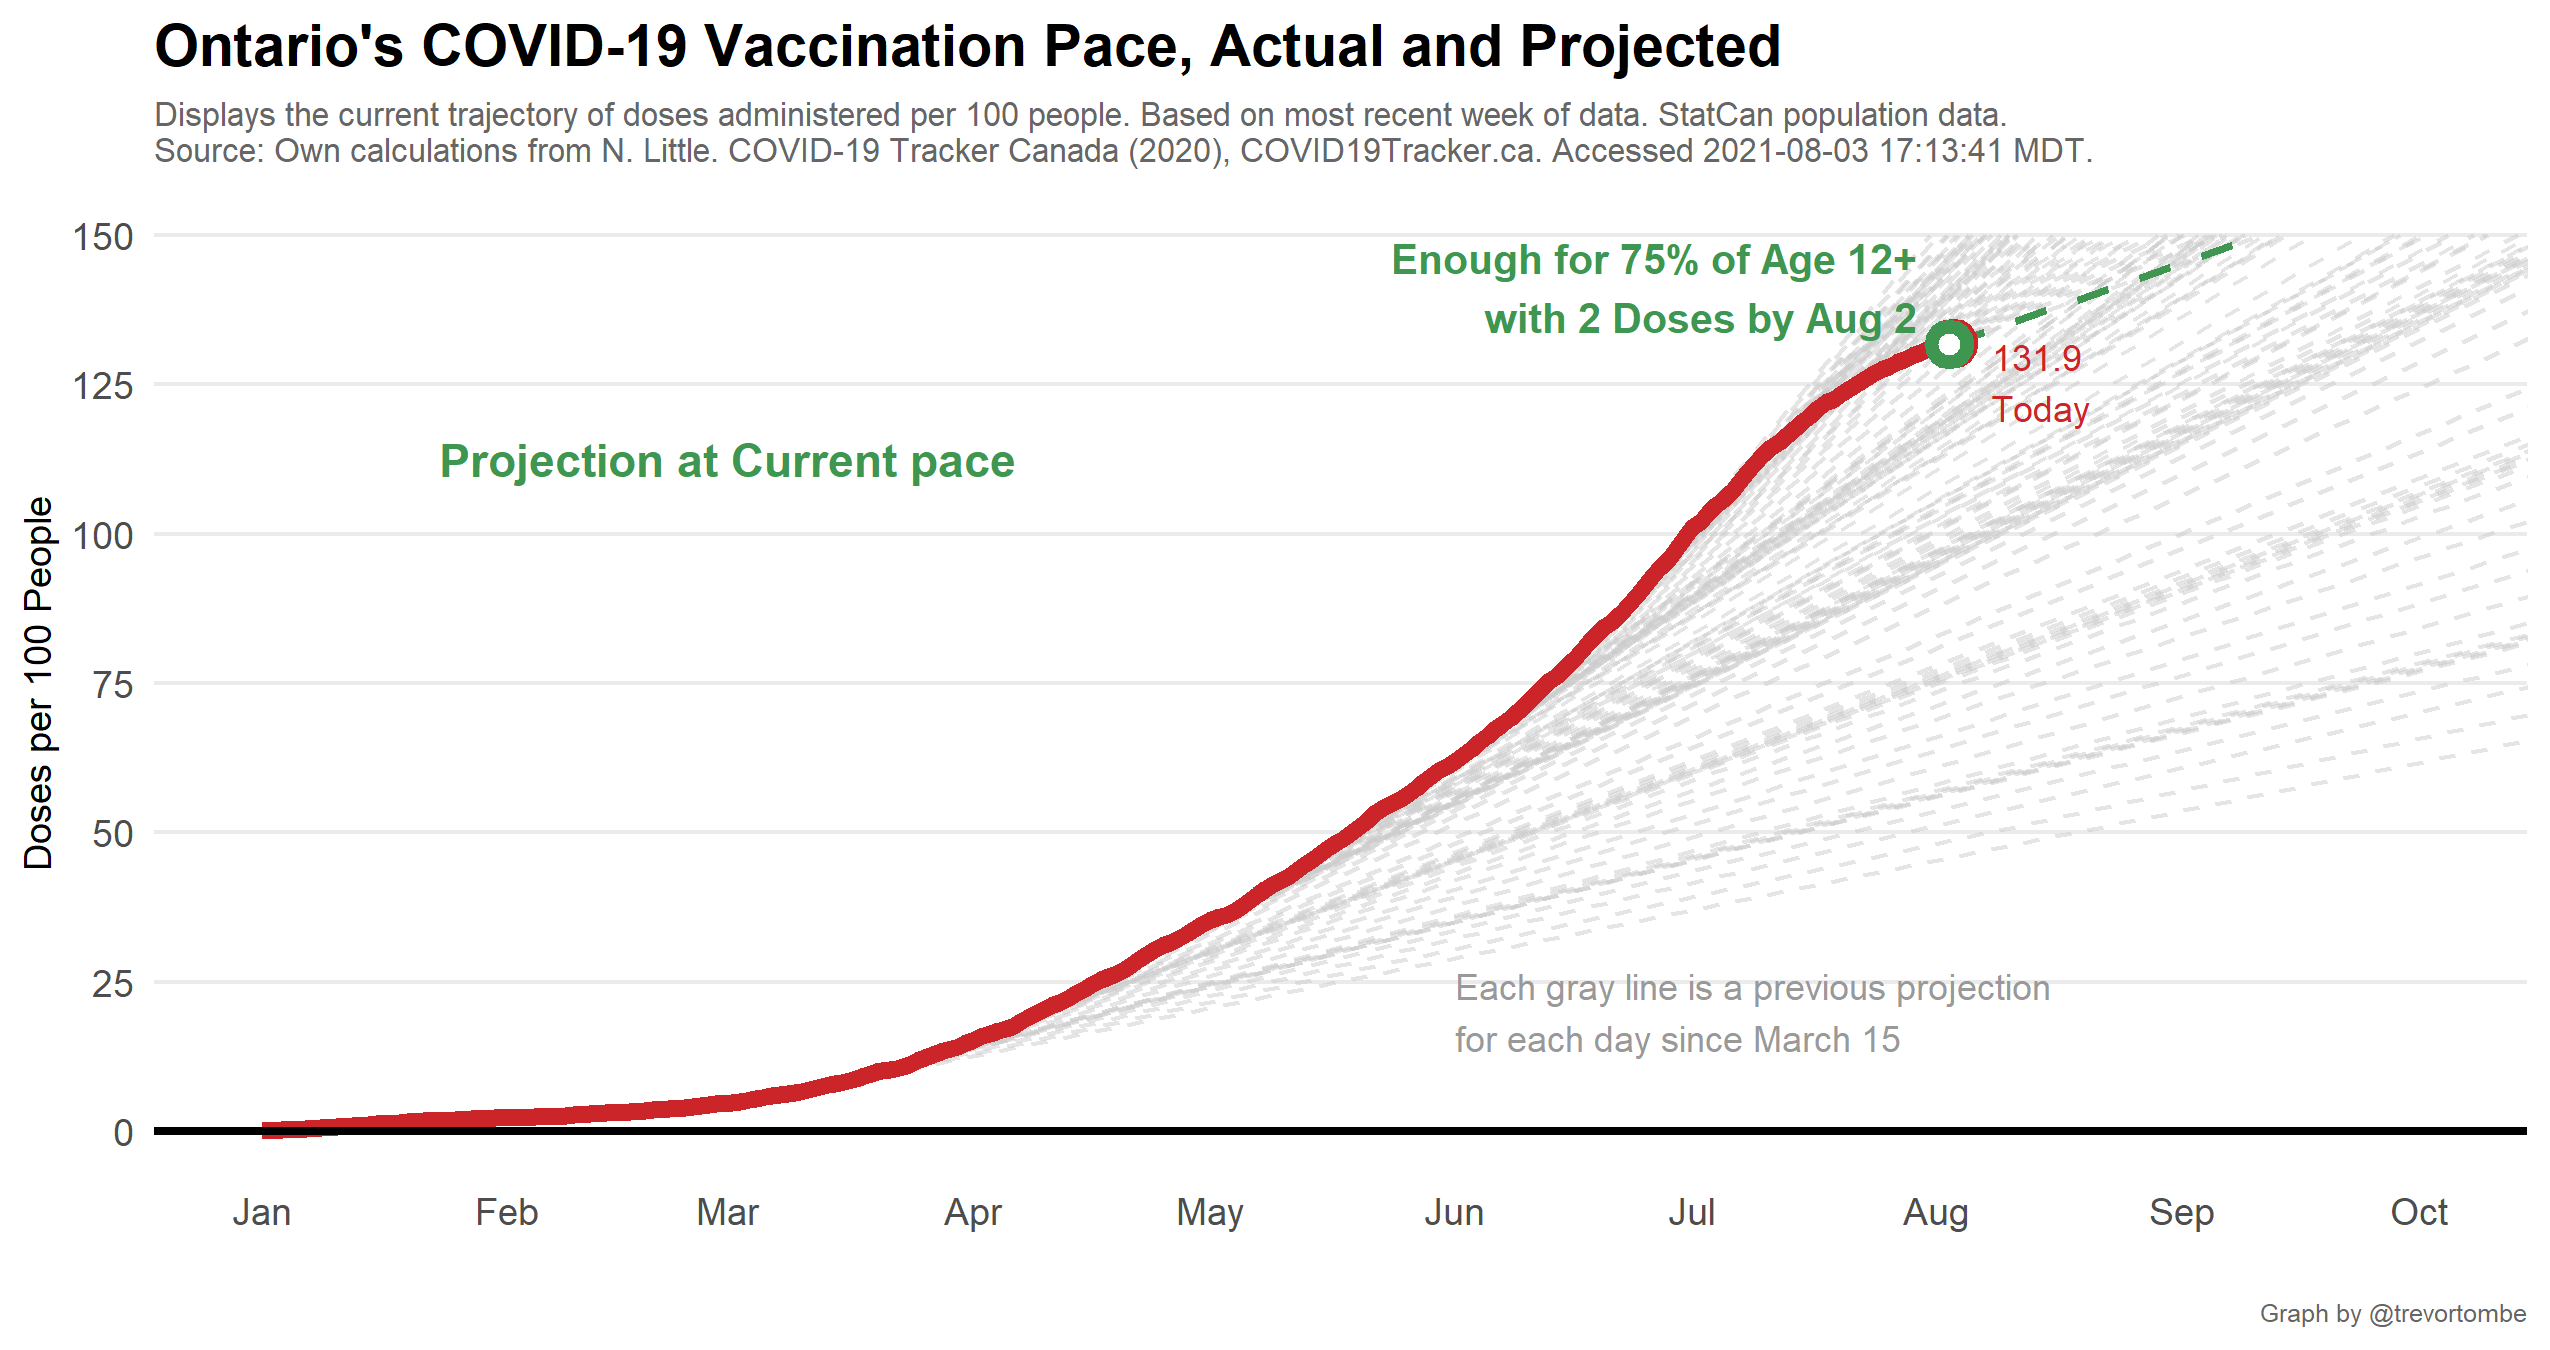 Ontario's COVID-19 Vaccination Pace, Actual and Projected
Displays the current trajectory of doses administered per 100 people. Based on most recent week of data. StatCan population data.
Source: Own calculations from N. Little. COVID-19 Tracker Canada (2020), COVID19Tracker.ca. Accessed 2021-08-03 17:13:41 MDT.
150
125
100
75
50
25
0
Doses per 100 People
Enough for 75% of Age 12+
with 2 Doses by Aug 2
131.9
Today
Projection at Current pace
Each gray line is a previous projection
for each day since March 15
Jan Feb Mar Apr May Jun Jul Aug Sep Oct
Graph by @trevortombe